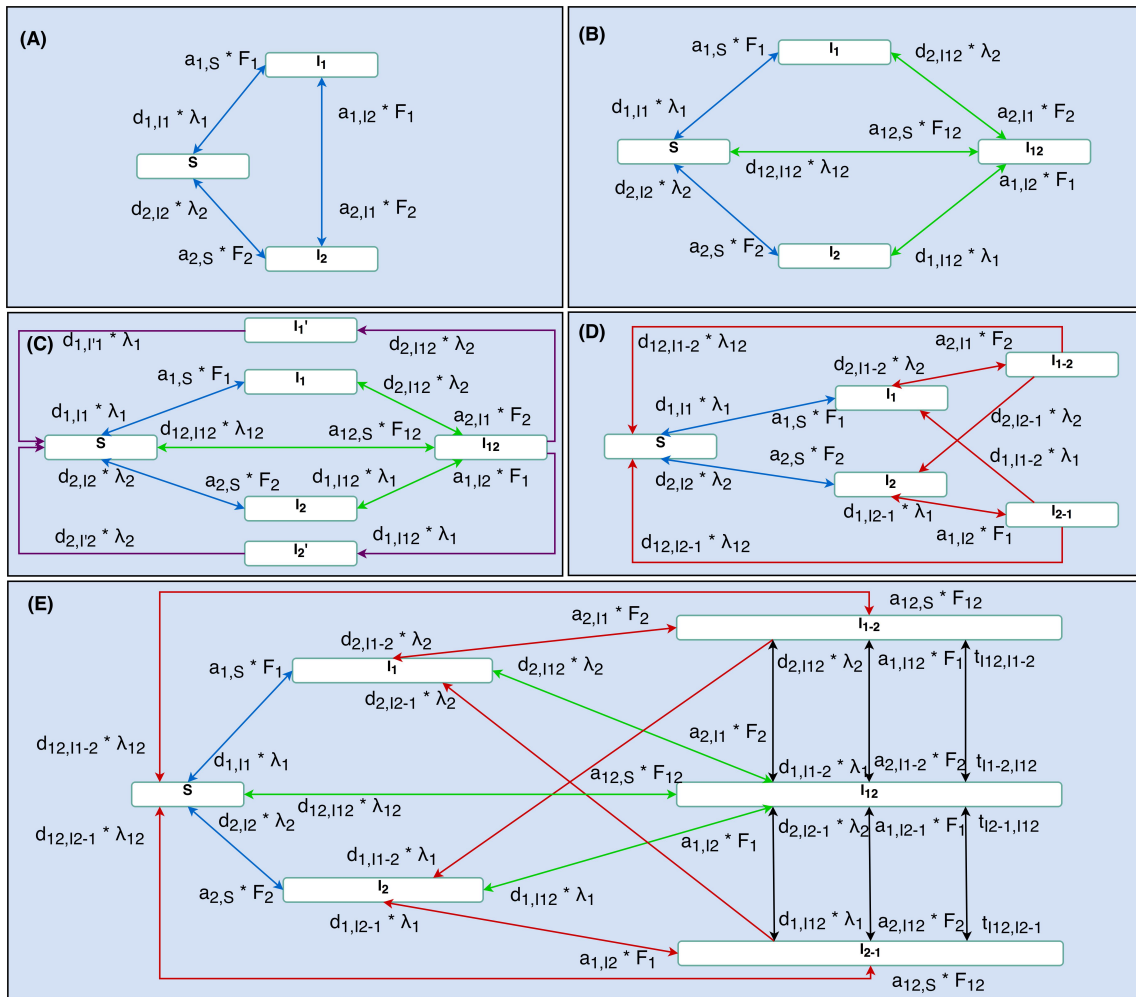 (A)
I1
a1,S * F1
d1,I1 * λ1
a1,I2 * F1
S
d2,I2 * λ2
a2,I1 * F2
a2,S * F2
I2
(B)
I1
a1,S * F1
d2,I12 * λ2
d1,I1 * λ1
a2,I1 * F2
a12,S * F12
S
I12
d12,I12 * λ12
d2,I2 * λ2
a1,I2 * F1
a2,S * F2
I2
d1,I12 * λ1
(C)
I1'
d1,I'1 * λ1
d2,I12 * λ2
a1,S * F1
I1
d2,I12 * λ2
d1,I1 * λ1
a2,I1 * F2
d12,I12 * λ12
a12,S * F12
S
I12
d2,I2 * λ2
a2,S * F2
d1,I12 * λ1
a1,I2 * F1
I2
d2,I'2 * λ2
I2'
d1,I12 * λ1
(D)
d12,I1-2 * λ12
a2,I1 * F2
I1-2
d2,I1-2 * λ2
d1,I1 * λ1
I1
a1,S * F1
d2,I2-1 * λ2
S
a2,S * F2
d1,I1-2 * λ1
d2,I2 * λ2
I2
d1,I2-1 * λ1
I2-1
a1,I2 * F1
d12,I2-1 * λ12
(E)
a12,S * F12
a2,I1 * F2
I1-2
d2,I1-2 * λ2
a1,S * F1
I1
d2,I12 * λ2
d2,I12 * λ2
a1,I12 * F1
tI12,I1-2
d2,I2-1 * λ2
d12,I1-2 * λ12
a2,I1 * F2
d1,I1 * λ1
a12,S * F12
d1,I1-2 * λ1
a2,I1-2 * F2
tI1-2,I12
S
I12
d12,I12 * λ12
d12,I2-1 * λ12
d2,I2 * λ2
d2,I2-1 * λ2
a1,I2-1 * F1
tI2-1,I12
a1,I2 * F1
d1,I1-2 * λ1
a2,S * F2
I2
d1,I12 * λ1
d1,I2-1 * λ1
d1,I12 * λ1
a2,I12 * F2
tI12,I2-1
I2-1
a1,I2 * F1
a12,S * F12